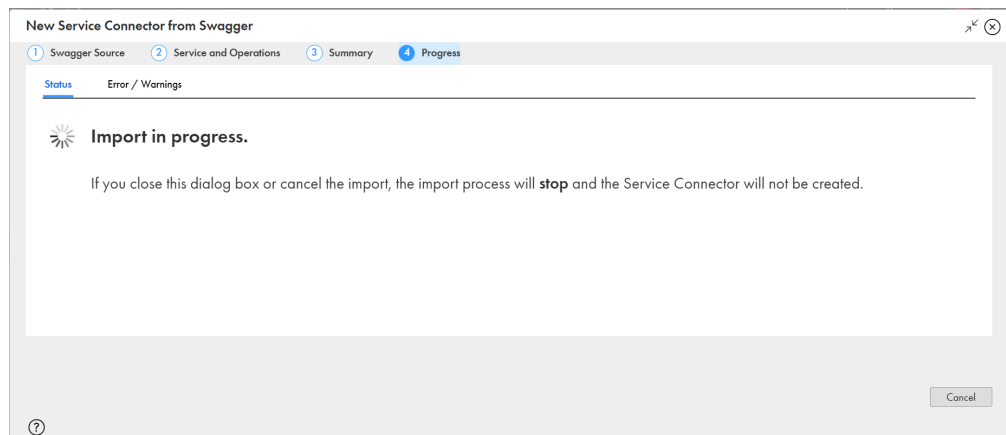 New Service Connector from Swagger
1 Swagger Source 2 Service and Operations 3 Summary 4 Progress
Status Error / Warnings
Import in progress.
If you close this dialog box or cancel the import, the import process will stop and the Service Connector will not be created.
Cancel
?